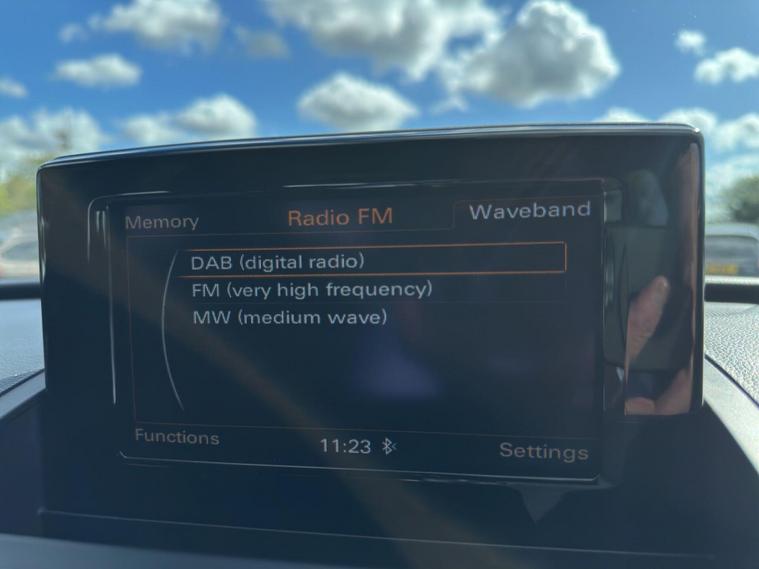 Memory Radio FM Waveband
DAB (digital radio)
FM (very high frequency)
MW (medium wave)
Functions 11:23 Settings